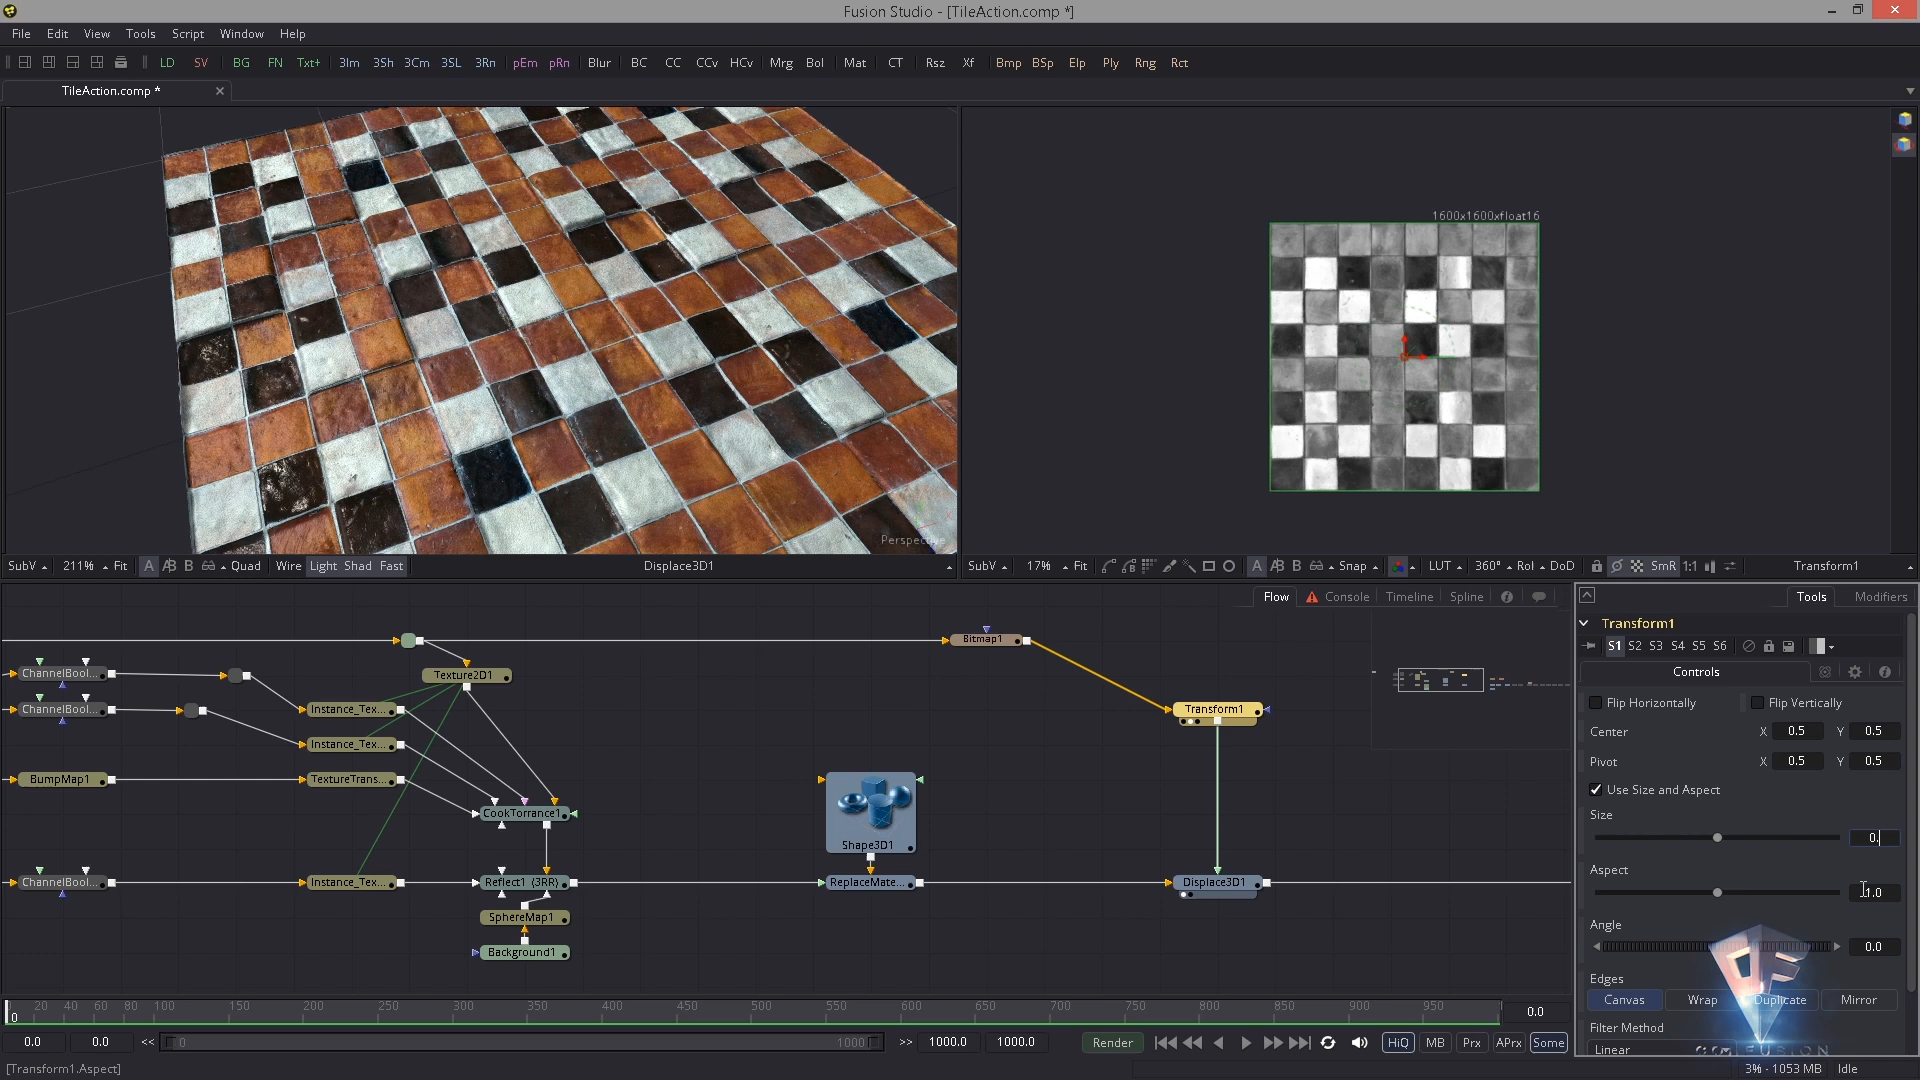 Fusion Studio - [TileAction.comp *]
File Edit View Tools Script Window Help
LD SV BG FN Txt+ 3Im 3Sh 3Cm 3SL 3Rn pEm pRn Blur BC CC CCv HCv Mrg Bol Mat CT Rsz Xf Bmp BSp Elp Ply Rng Rct
TileAction.comp *
1600x1600xfloat16
Perspective
SubV 211% Fit A B Quad Wire Light Shad Fast Displace3D1
SubV 17% Fit A B Snap LUT 360° RoI DoD SmR 1:1 Transform1
Flow Console Timeline Spline
Tools Modifiers
Transform1
S1 S2 S3 S4 S5 S6
Controls
Flip Horizontally Flip Vertically
Center X 0.5 Y 0.5
Pivot X 0.5 Y 0.5
Use Size and Aspect
Size
0.
Aspect
1.0
Angle
0.0
Edges
Canvas Wrap Duplicate Mirror
Filter Method
Linear
Bitmap1
ChannelBool...
Texture2D1
ChannelBool...
Instance_Tex...
Transform1
Instance_Tex...
BumpMap1
TextureTrans...
CookTorrance1
Shape3D1
ChannelBool...
Instance_Tex...
Reflect1 (3RR)
ReplaceMate...
Displace3D1
SphereMap1
Background1
0 20 40 60 80 100 150 200 250 300 350 400 450 500 550 600 650 700 750 800 850 900 950
0.0
0.0 0.0 << 0 1000 >> 1000.0 1000.0 Render HiQ MB Prx APrx Some
[Transform1.Aspect]
3% - 1053 MB Idle